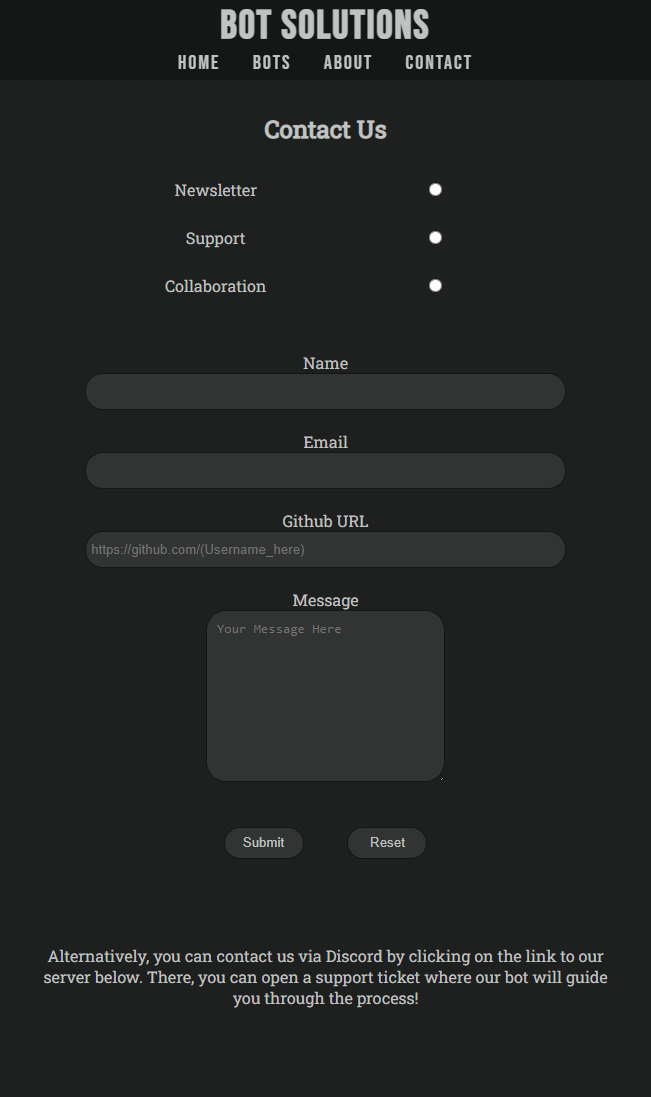 BOT SOLUTIONS
HOME BOTS ABOUT CONTACT
Contact Us
Newsletter
Support
Collaboration
Name
Email
Github URL
https://github.com/(Username_here)
Message
Your Message Here
Submit Reset
Alternatively, you can contact us via Discord by clicking on the link to our
server below. There, you can open a support ticket where our bot will guide
you through the process!